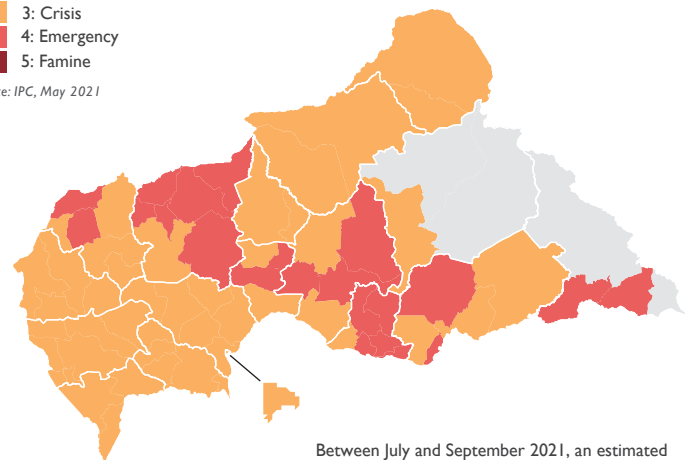 3: Crisis
4: Emergency
5: Famine
e: IPC, May 2021
Between July and September 2021, an estimated